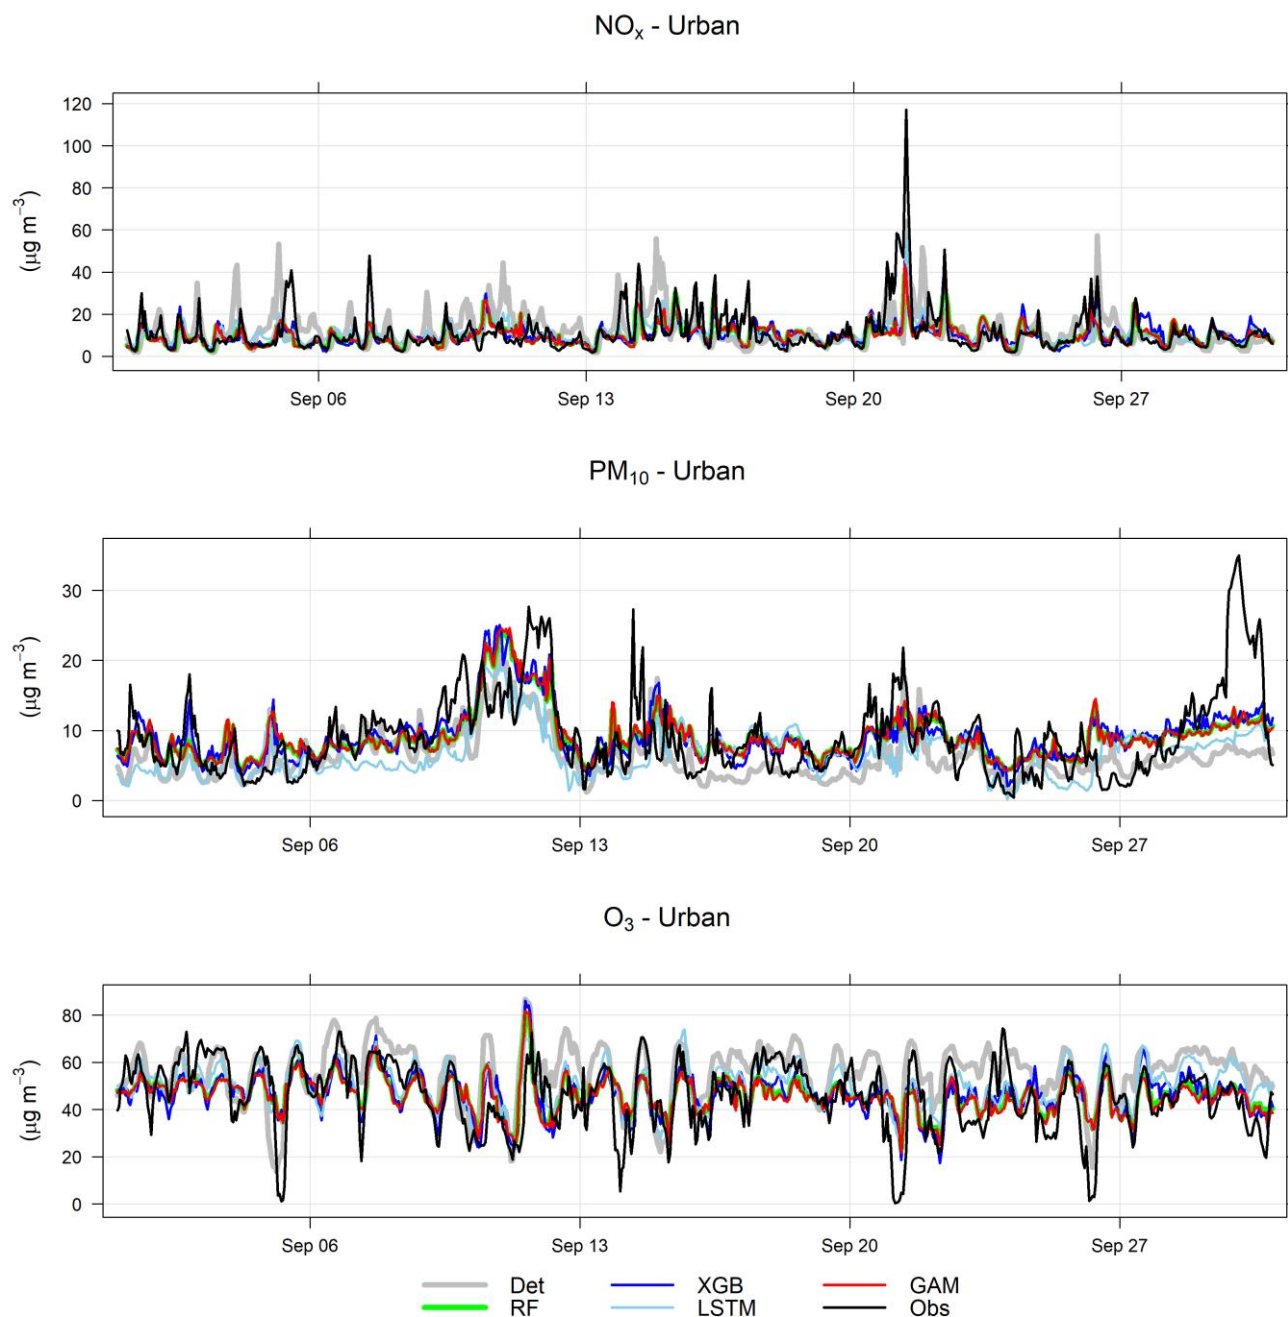 NOx - Urban
120
100
80
60
40
20
0
(μg m−3)
Sep 06 Sep 13 Sep 20 Sep 27
PM10 - Urban
30
20
10
0
(μg m−3)
Sep 06 Sep 13 Sep 20 Sep 27
O3 - Urban
80
60
40
20
0
(μg m−3)
Sep 06 Sep 13 Sep 20 Sep 27
Det XGB GAM
RF LSTM Obs